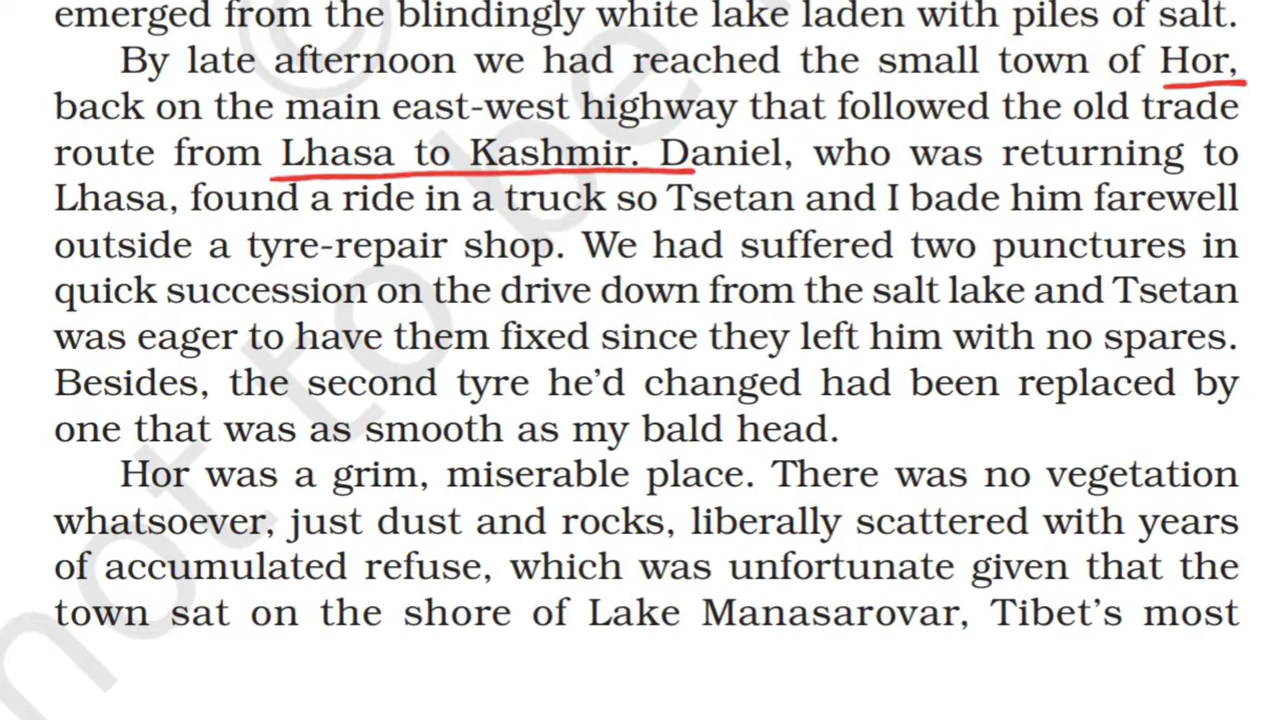 emerged from the blindingly white lake laden with piles of salt.
By late afternoon we had reached the small town of Hor,
back on the main east-west highway that followed the old trade
route from Lhasa to Kashmir. Daniel, who was returning to
Lhasa, found a ride in a truck so Tsetan and I bade him farewell
outside a tyre-repair shop. We had suffered two punctures in
quick succession on the drive down from the salt lake and Tsetan
was eager to have them fixed since they left him with no spares.
Besides, the second tyre he’d changed had been replaced by
one that was as smooth as my bald head.
Hor was a grim, miserable place. There was no vegetation
whatsoever, just dust and rocks, liberally scattered with years
of accumulated refuse, which was unfortunate given that the
town sat on the shore of Lake Manasarovar, Tibet’s most
©
not to be